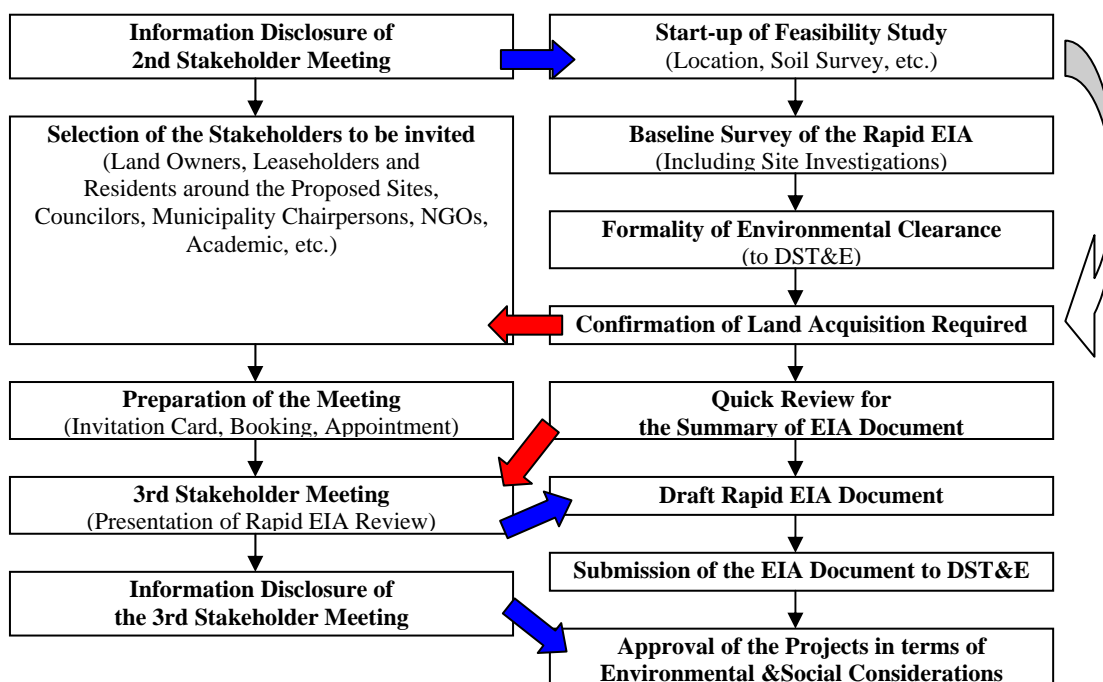 Information Disclosure of
2nd Stakeholder Meeting
Selection of the Stakeholders to be invited
(Land Owners, Leaseholders and
Residents around the Proposed Sites,
Councilors, Municipality Chairpersons, NGOs,
Academic, etc.)
Preparation of the Meeting
(Invitation Card, Booking, Appointment)
3rd Stakeholder Meeting
(Presentation of Rapid EIA Review)
Information Disclosure of
the 3rd Stakeholder Meeting
Start-up of Feasibility Study
(Location, Soil Survey, etc.)
Baseline Survey of the Rapid EIA
(Including Site Investigations)
Formality of Environmental Clearance
(to DST&E)
Confirmation of Land Acquisition Required
Quick Review for
the Summary of EIA Document
Draft Rapid EIA Document
Submission of the EIA Document to DST&E
Approval of the Projects in terms of
Environmental &Social Considerations